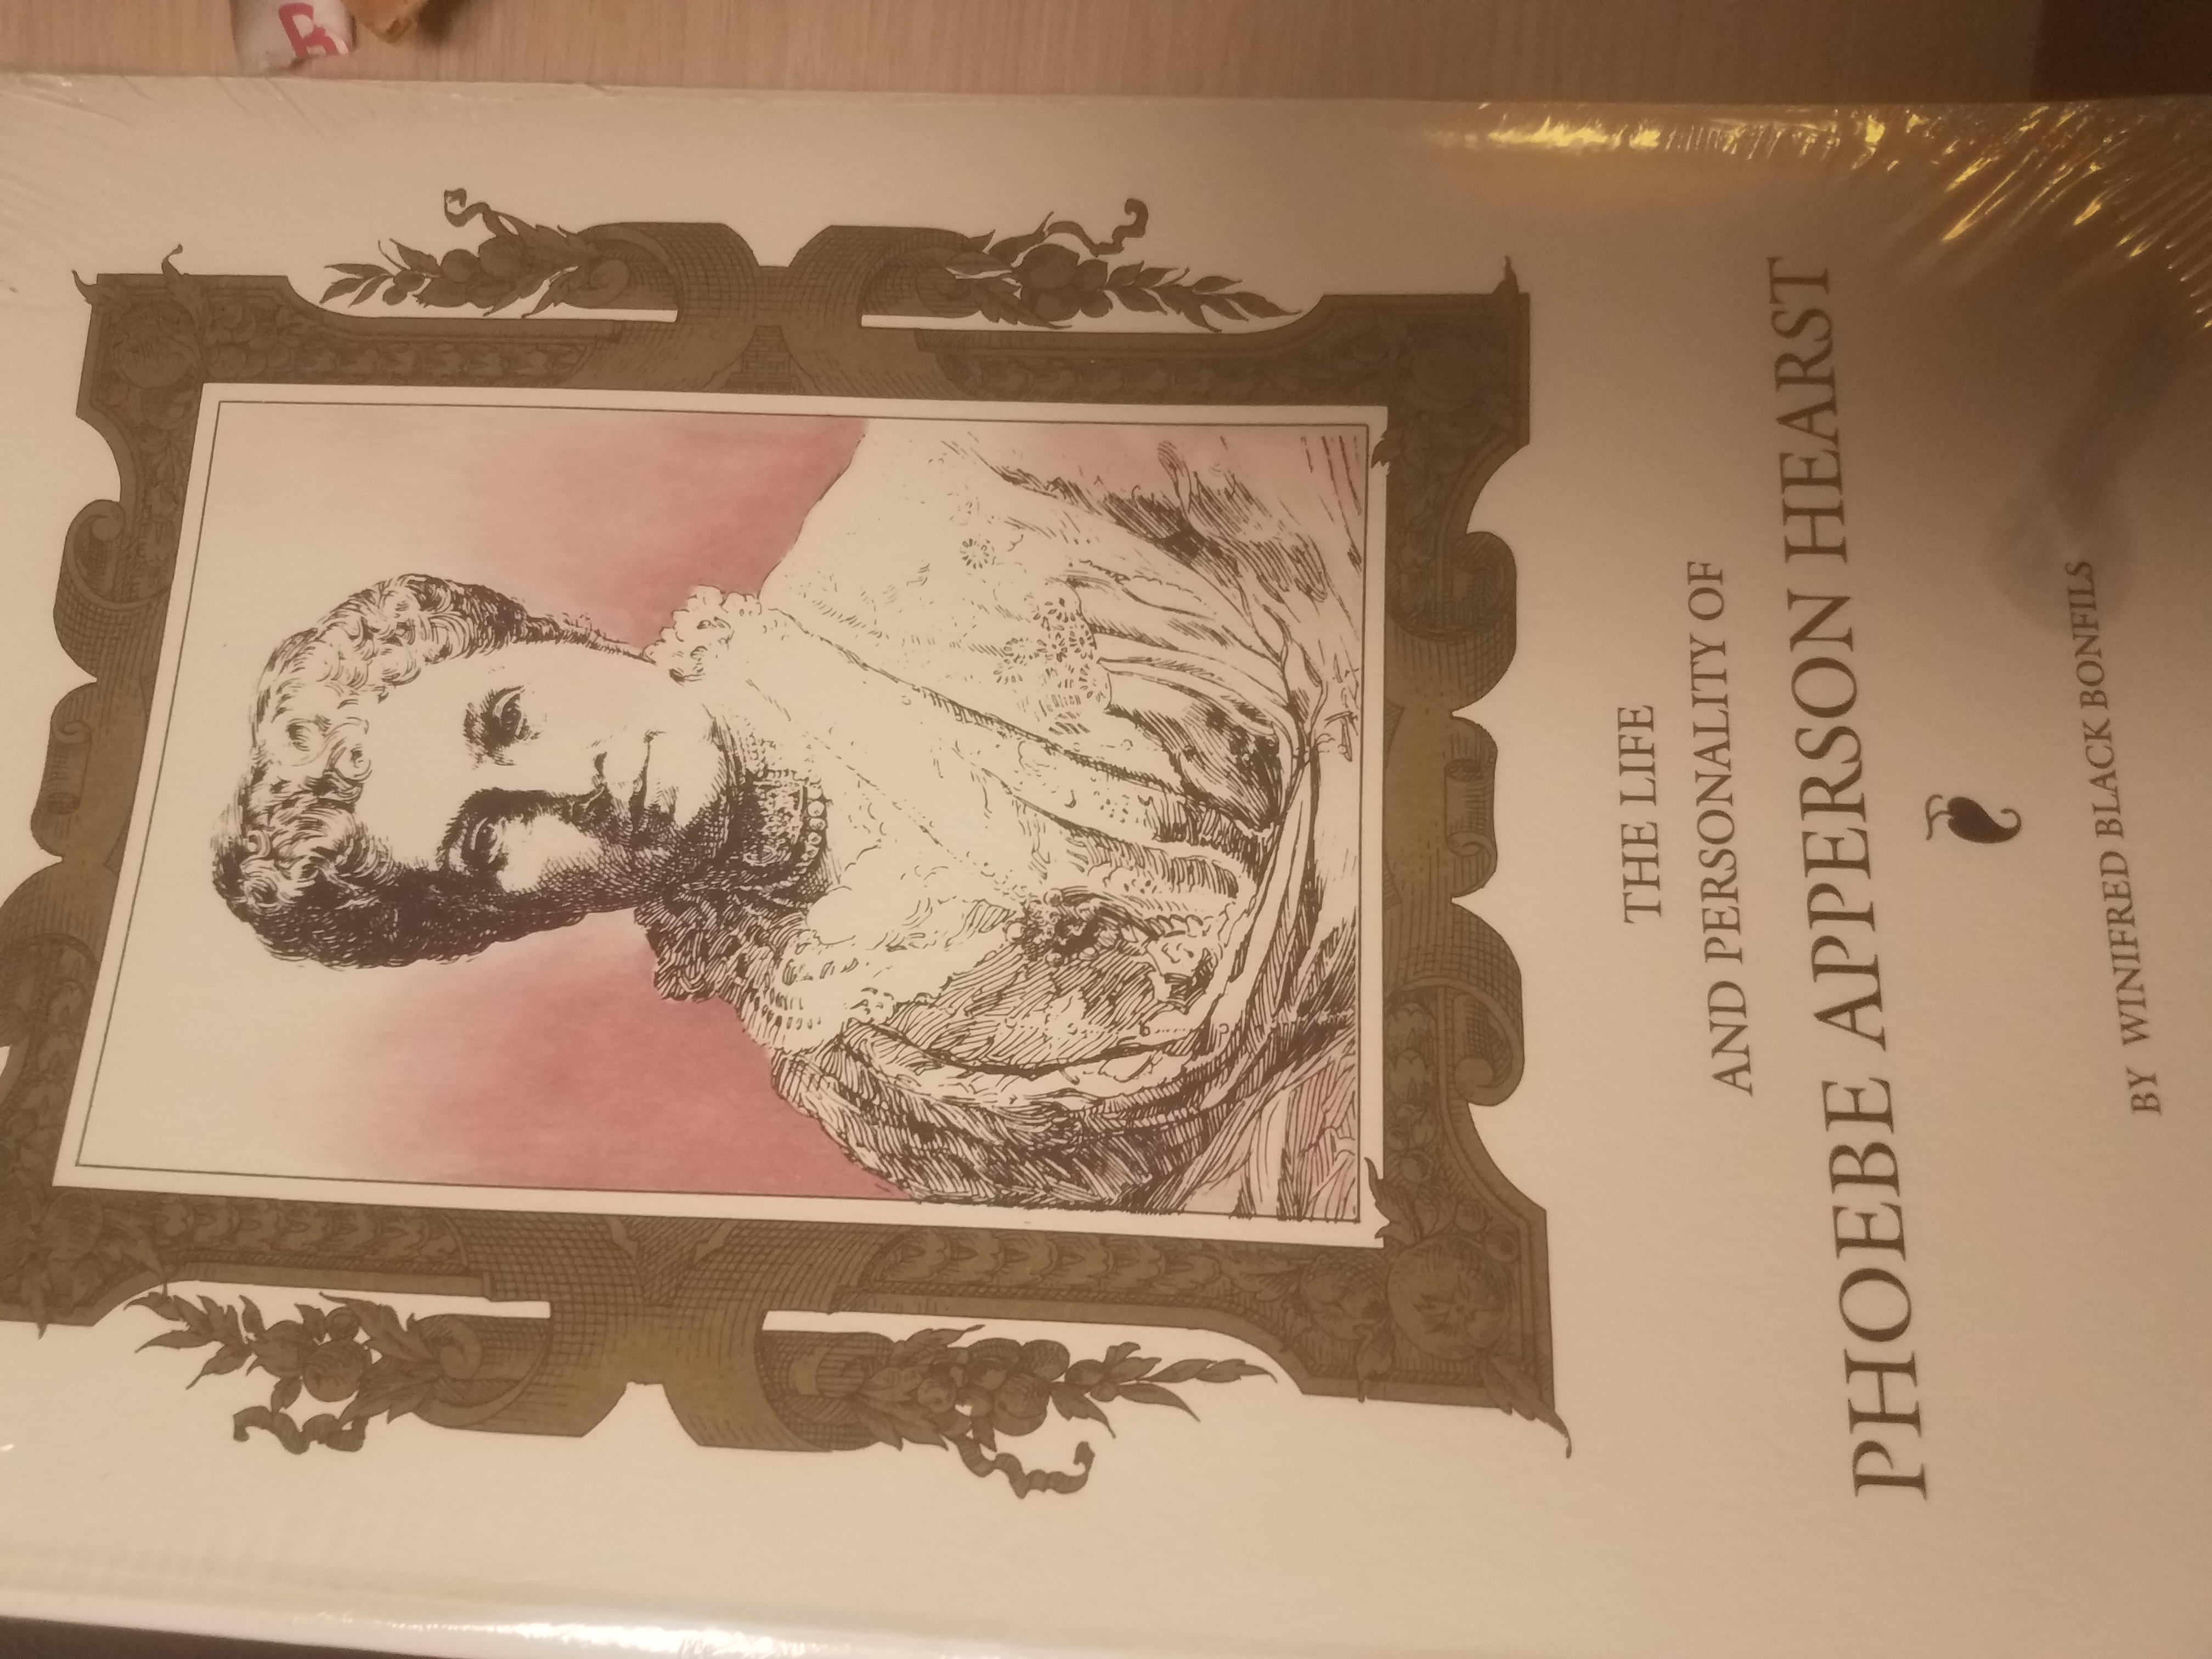 THE LIFE
AND PERSONALITY OF
PHOEBE APPERSON HEARST
BY WINIFRED BLACK BONFILS